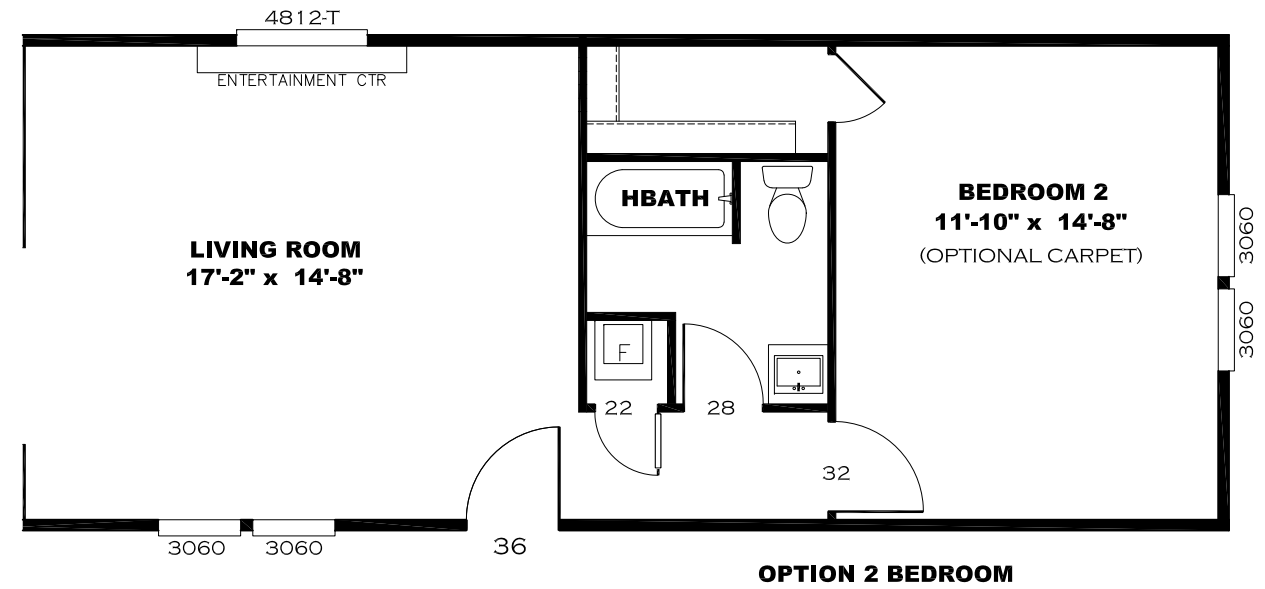 4812-T
ENTERTAINMENT CTR
LIVING ROOM
17'-2" x 14'-8"
HBATH
BEDROOM 2
11'-10" x 14'-8"
(OPTIONAL CARPET)
3060
3060
F
22
28
32
3060
3060
36
OPTION 2 BEDROOM